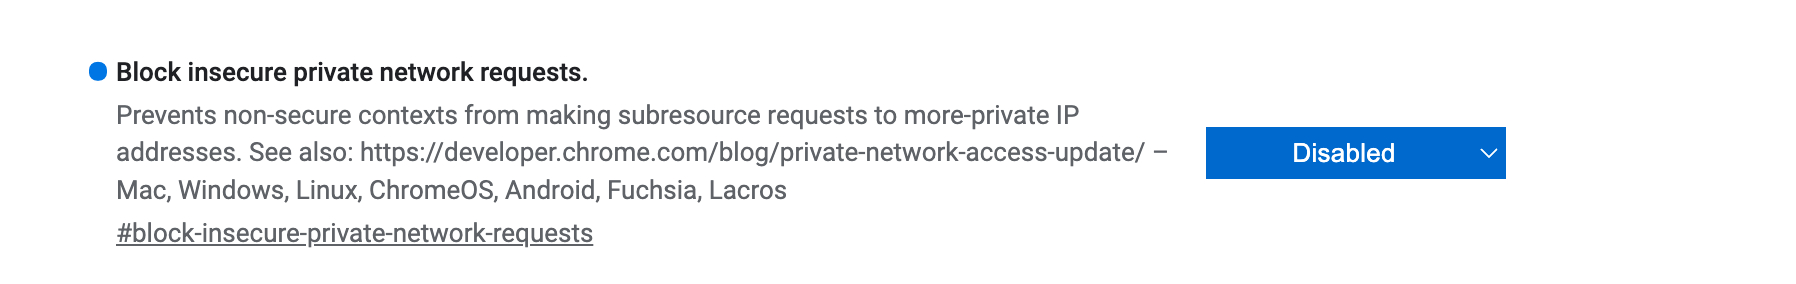 Block insecure private network requests.
Prevents non-secure contexts from making subresource requests to more-private IP
addresses. See also: https://developer.chrome.com/blog/private-network-access-update/ –
Mac, Windows, Linux, ChromeOS, Android, Fuchsia, Lacros
#block-insecure-private-network-requests
Disabled